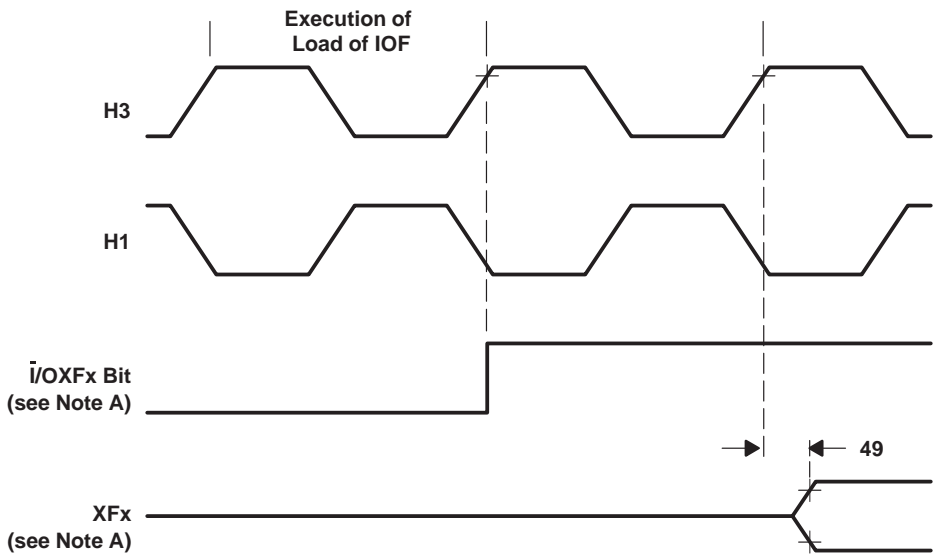 Execution of
Load of IOF
H3
H1
I̅/OXFx Bit
(see Note A)
49
XFx
(see Note A)